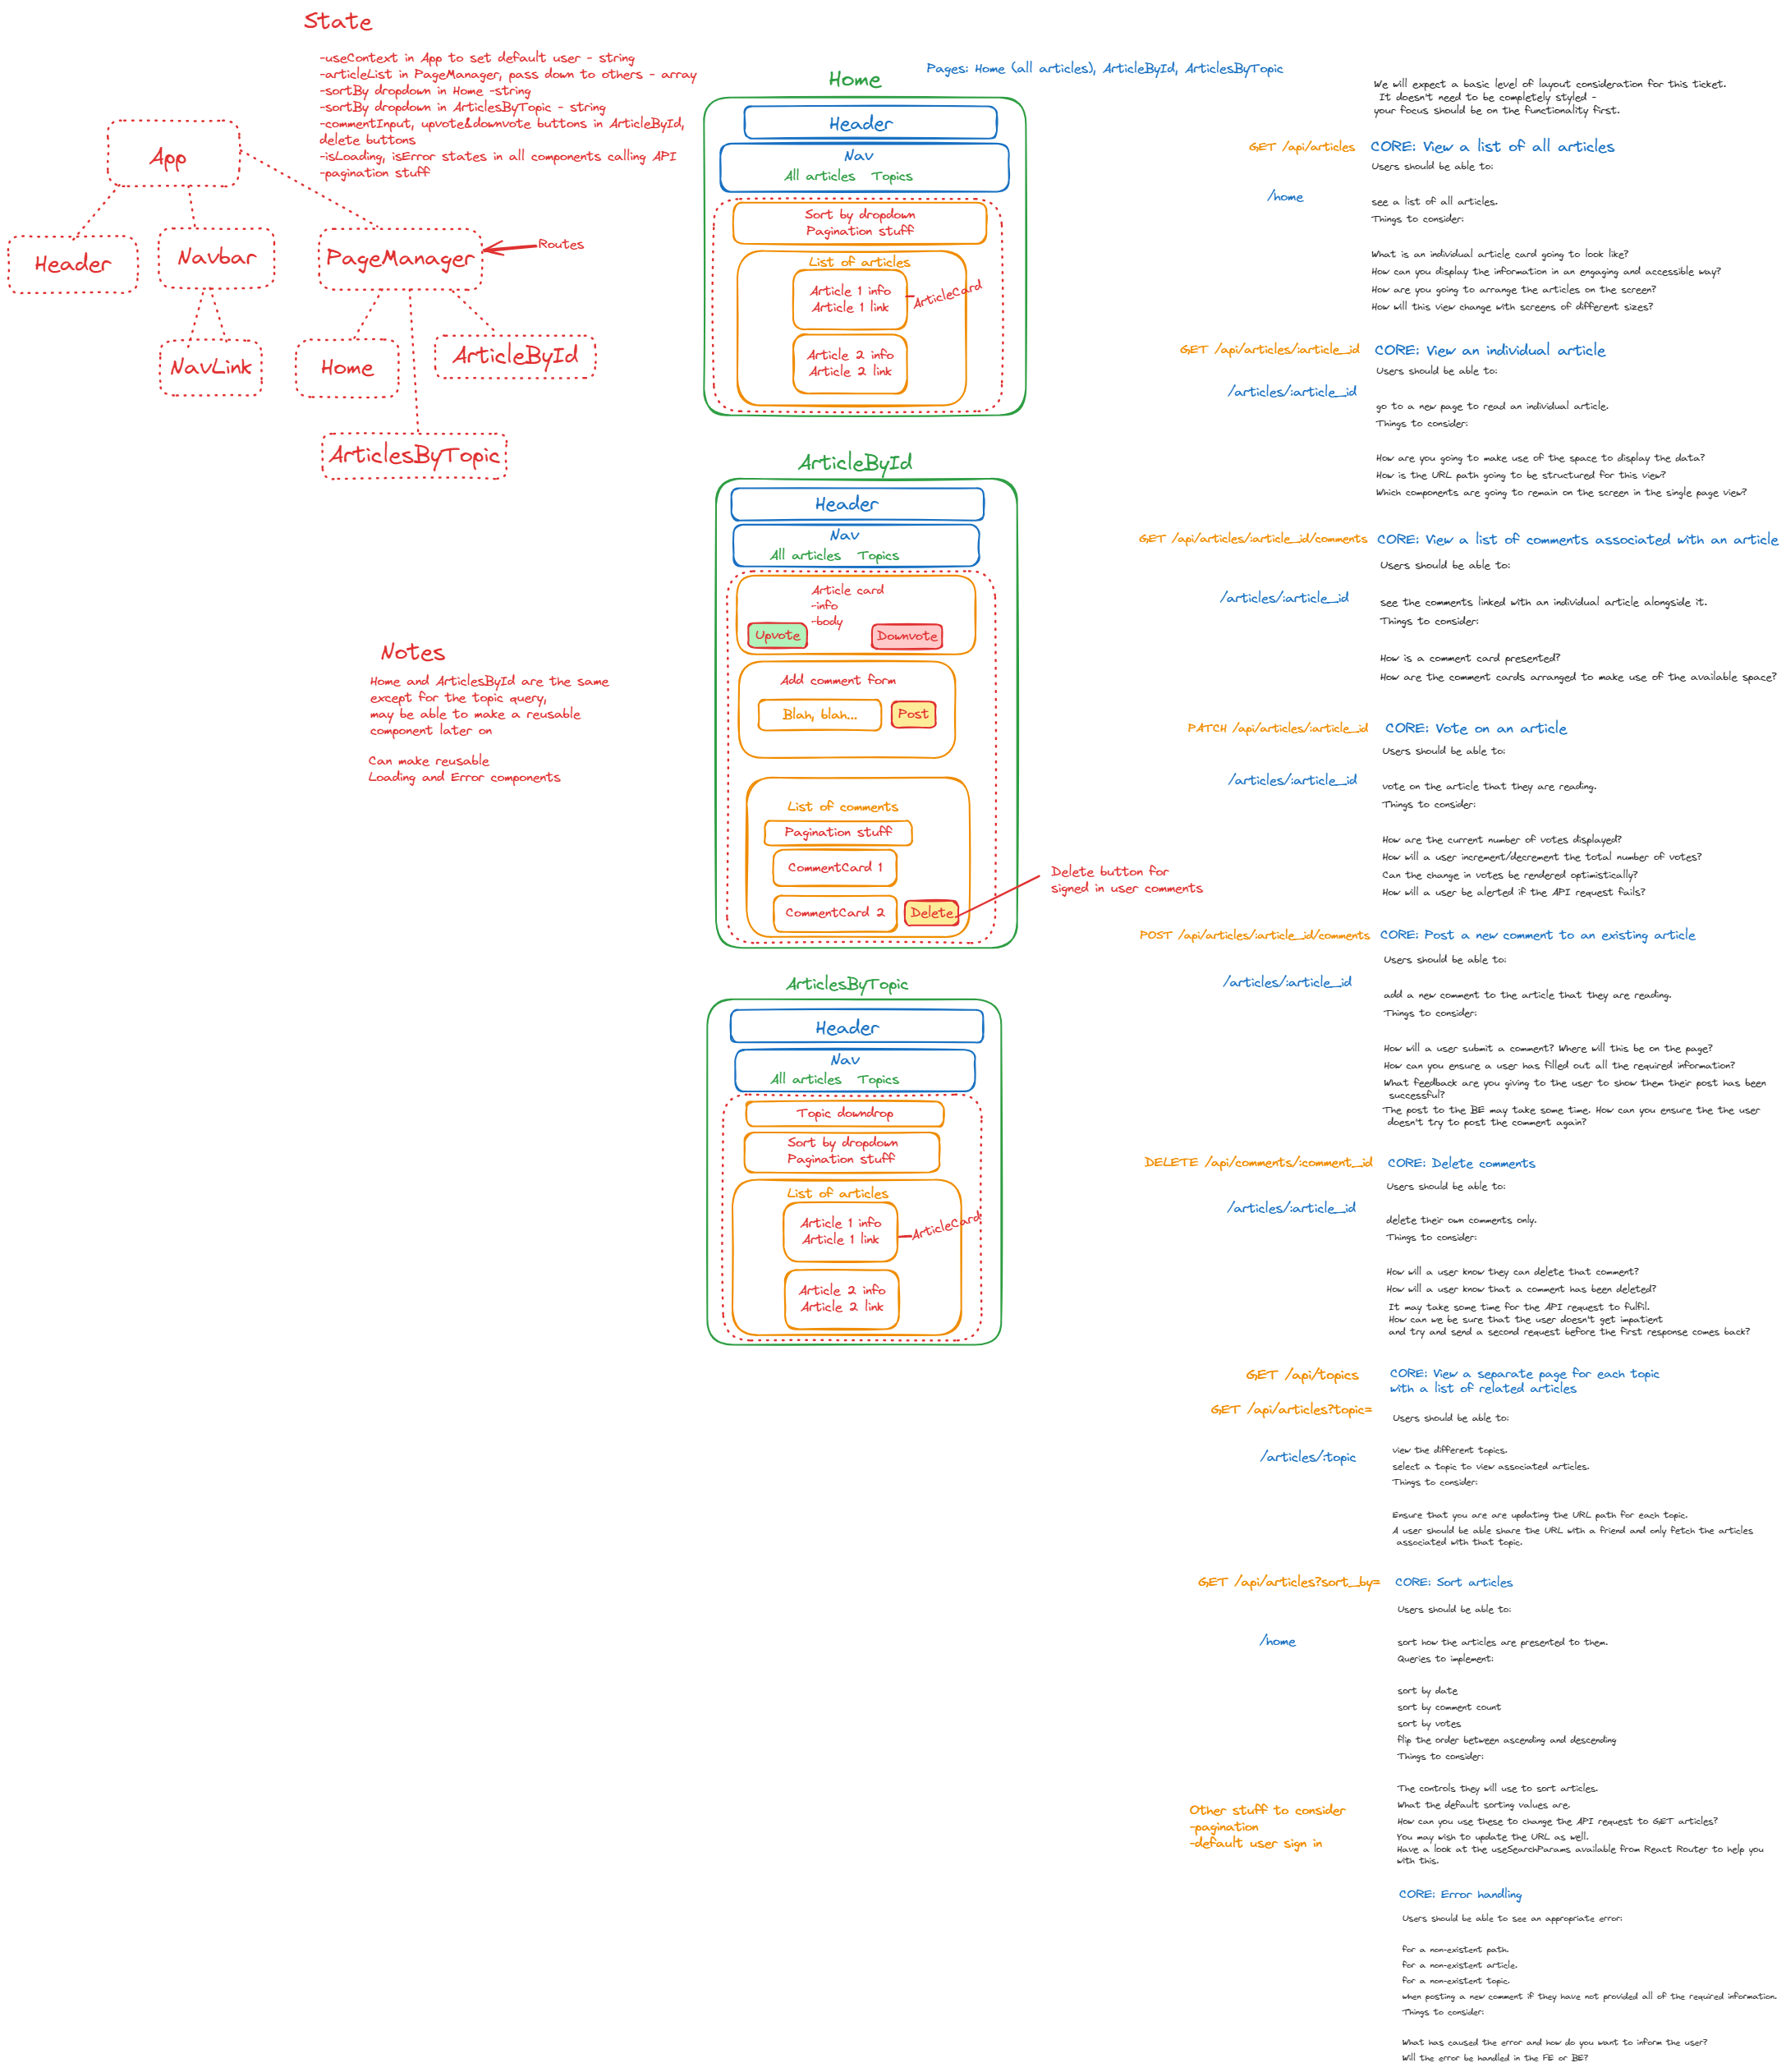 State
-useContext in App to set default user - string
-articleList in PageManager, pass down to others - array
-sortBy dropdown in Home -string
-sortBy dropdown in ArticlesByTopic - string
-commentInput, upvote&downvote buttons in ArticleById,
delete buttons
-isLoading, isError states in all components calling API
-pagination stuff
App
Header
Navbar
PageManager
Routes
NavLink
Home
ArticleById
ArticlesByTopic
Notes
Home and ArticlesById are the same
except for the topic query,
may be able to make a reusable
component later on
Can make reusable
Loading and Error components
Pages: Home (all articles), ArticleById, ArticlesByTopic
Home
Header
Nav
All articles Topics
Sort by dropdown
Pagination stuff
List of articles
Article 1 info
Article 1 link
ArticleCard
Article 2 info
Article 2 link
ArticleById
Header
Nav
All articles Topics
Article card
-info
-body
Upvote
Downvote
Add comment form
Blah, blah...
Post
List of comments
Pagination stuff
CommentCard 1
CommentCard 2
Delete
Delete button for
signed in user comments
ArticlesByTopic
Header
Nav
All articles Topics
Topic downdrop
Sort by dropdown
Pagination stuff
List of articles
Article 1 info
Article 1 link
ArticleCard
Article 2 info
Article 2 link
We will expect a basic level of layout consideration for this ticket.
It doesn't need to be completely styled -
your focus should be on the functionality first.
GET /api/articles
CORE: View a list of all articles
Users should be able to:
/home
see a list of all articles.
Things to consider:
What is an individual article card going to look like?
How can you display the information in an engaging and accessible way?
How are you going to arrange the articles on the screen?
How will this view change with screens of different sizes?
GET /api/articles/:article_id
CORE: View an individual article
Users should be able to:
/articles/:article_id
go to a new page to read an individual article.
Things to consider:
How are you going to make use of the space to display the data?
How is the URL path going to be structured for this view?
Which components are going to remain on the screen in the single page view?
GET /api/articles/:article_id/comments
CORE: View a list of comments associated with an article
Users should be able to:
/articles/:article_id
see the comments linked with an individual article alongside it.
Things to consider:
How is a comment card presented?
How are the comment cards arranged to make use of the available space?
PATCH /api/articles/:article_id
CORE: Vote on an article
Users should be able to:
/articles/:article_id
vote on the article that they are reading.
Things to consider:
How are the current number of votes displayed?
How will a user increment/decrement the total number of votes?
Can the change in votes be rendered optimistically?
How will a user be alerted if the API request fails?
POST /api/articles/:article_id/comments
CORE: Post a new comment to an existing article
Users should be able to:
/articles/:article_id
add a new comment to the article that they are reading.
Things to consider:
How will a user submit a comment? Where will this be on the page?
How can you ensure a user has filled out all the required information?
What feedback are you giving to the user to show them their post has been
successful?
The post to the BE may take some time. How can you ensure the the user
doesn't try to post the comment again?
DELETE /api/comments/:comment_id
CORE: Delete comments
Users should be able to:
/articles/:article_id
delete their own comments only.
Things to consider:
How will a user know they can delete that comment?
How will a user know that a comment has been deleted?
It may take some time for the API request to fulfil.
How can we be sure that the user doesn't get impatient
and try and send a second request before the first response comes back?
GET /api/topics
CORE: View a separate page for each topic
with a list of related articles
GET /api/articles?topic=
Users should be able to:
/articles/:topic
view the different topics.
select a topic to view associated articles.
Things to consider:
Ensure that you are are updating the URL path for each topic.
A user should be able share the URL with a friend and only fetch the articles
associated with that topic.
GET /api/articles?sort_by=
CORE: Sort articles
Users should be able to:
/home
sort how the articles are presented to them.
Queries to implement:
sort by date
sort by comment count
sort by votes
flip the order between ascending and descending
Things to consider:
The controls they will use to sort articles.
What the default sorting values are.
How can you use these to change the API request to GET articles?
You may wish to update the URL as well.
Have a look at the useSearchParams available from React Router to help you
with this.
Other stuff to consider
-pagination
-default user sign in
CORE: Error handling
Users should be able to see an appropriate error:
for a non-existent path.
for a non-existent article.
for a non-existent topic.
when posting a new comment if they have not provided all of the required information.
Things to consider:
What has caused the error and how do you want to inform the user?
Will the error be handled in the FE or BE?